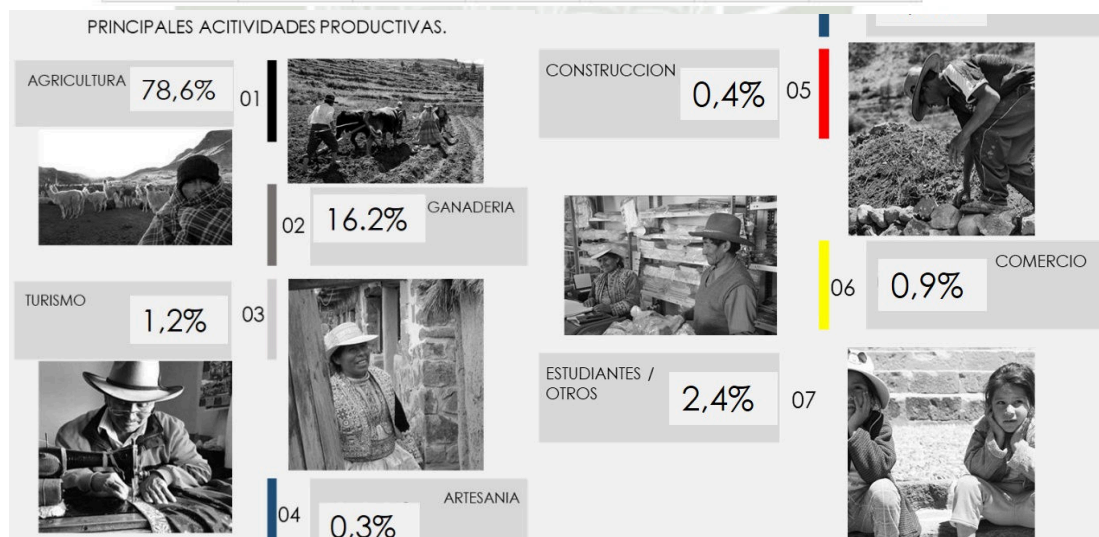 PRINCIPALES ACITIVIDADES PRODUCTIVAS.
AGRICULTURA
78,6%
01
02
16.2%
GANADERIA
TURISMO
1,2%
03
04
0,3%
ARTESANIA
CONSTRUCCION
0,4%
05
06
0,9%
COMERCIO
ESTUDIANTES /
OTROS
2,4%
07